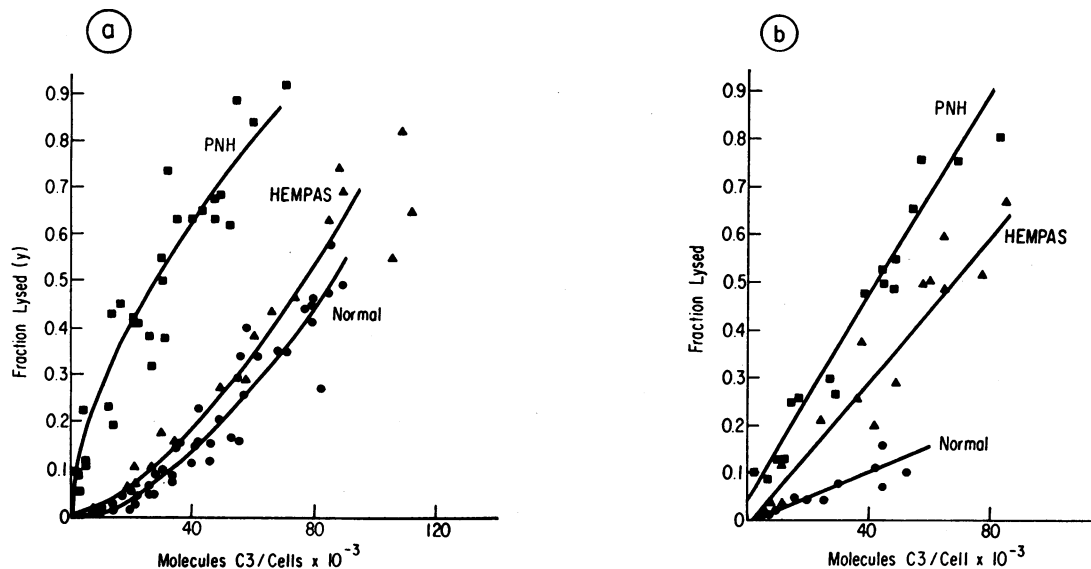 a
0.9
0.8
0.7
0.6
0.5
0.4
0.3
0.2
0.1
0
Fraction Lysed (y)
PNH
HEMPAS
Normal
40 80 120
Molecules C3/Cells x 10⁻³
b
0.9
0.8
0.7
0.6
0.5
0.4
0.3
0.2
0.1
0
Fraction Lysed
PNH
HEMPAS
Normal
40 80
Molecules C3/Cell x 10⁻³